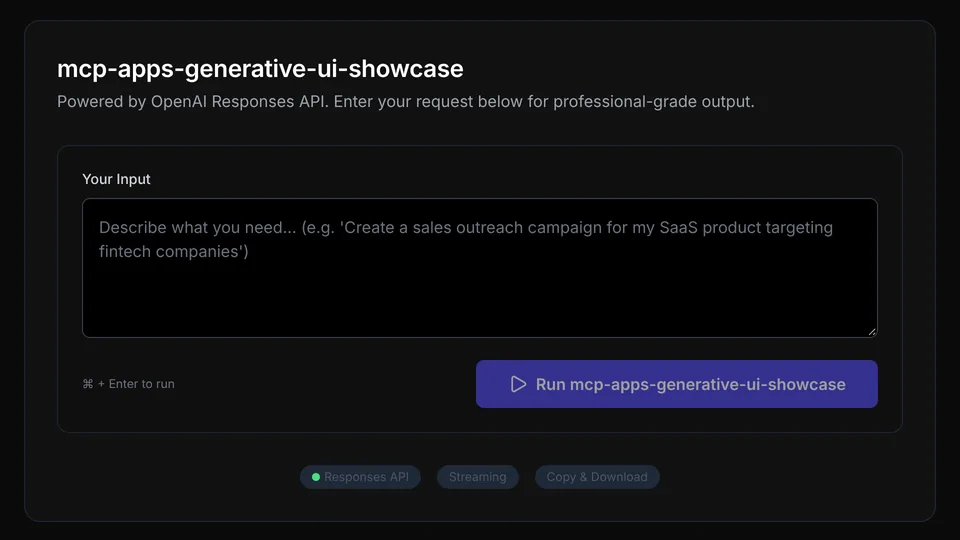 mcp-apps-generative-ui-showcase
Powered by OpenAI Responses API. Enter your request below for professional-grade output.
Your Input
Describe what you need... (e.g. 'Create a sales outreach campaign for my SaaS product targeting
fintech companies')
⌘ + Enter to run
Run mcp-apps-generative-ui-showcase
Responses API
Streaming
Copy & Download